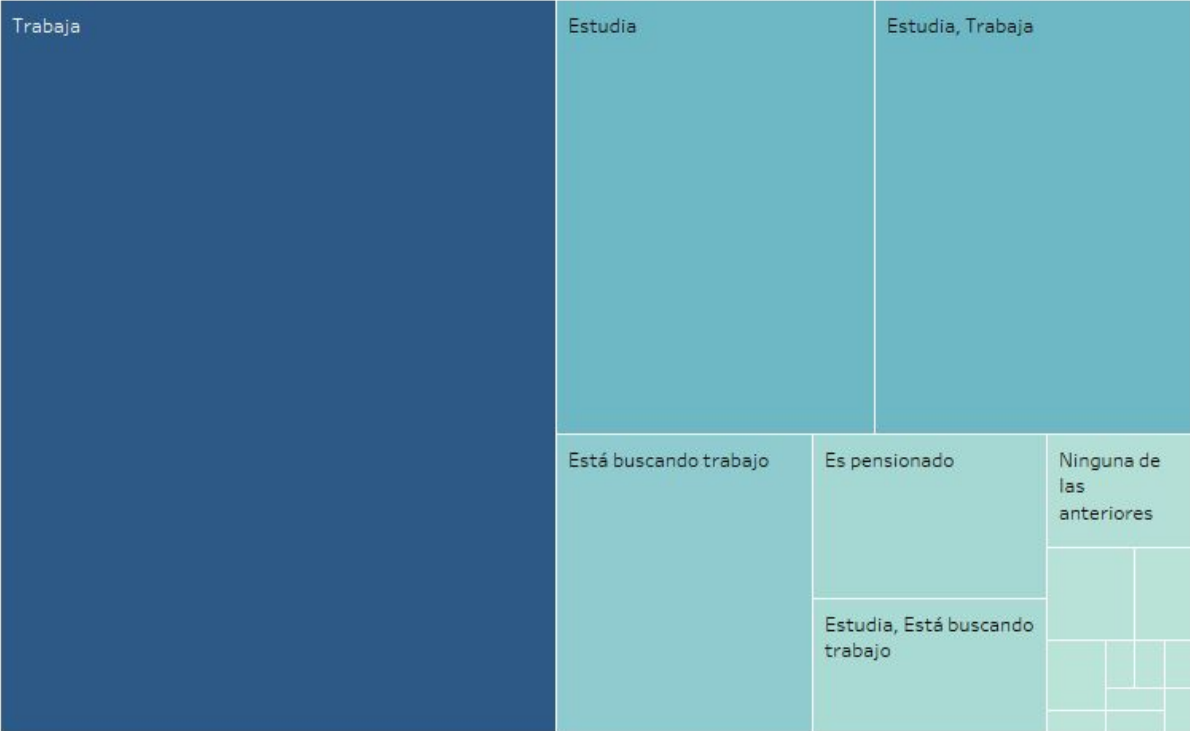 Trabaja
Estudia
Estudia, Trabaja
Está buscando trabajo
Es pensionado
Ninguna de
las
anteriores
Estudia, Está buscando
trabajo